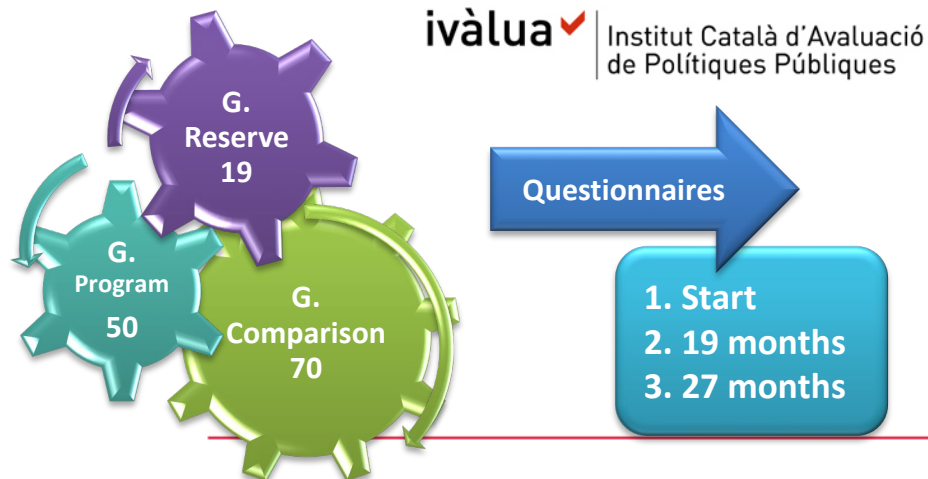 ivàlua
Institut Català d'Avaluació
de Polítiques Públiques
G.
Reserve
19
G.
Program
50
G.
Comparison
70
Questionnaires
1. Start
2. 19 months
3. 27 months